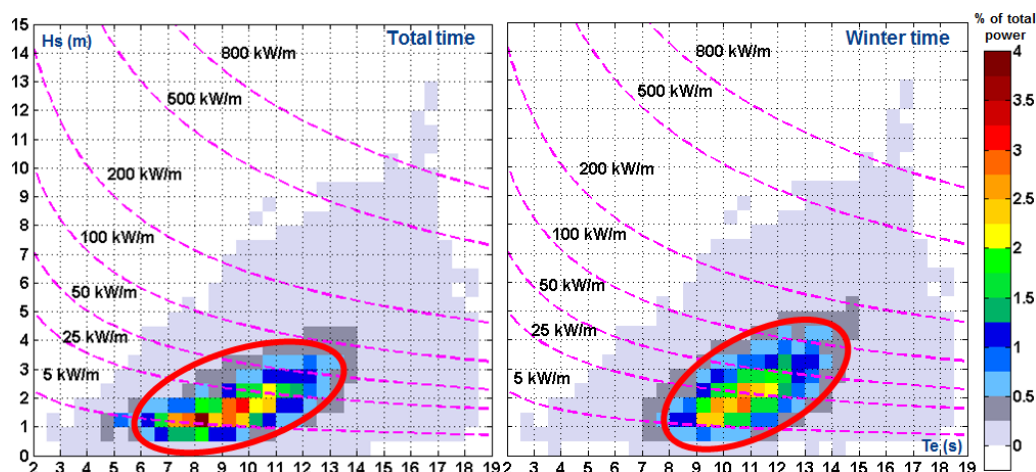 Hs (m)
Total time
800 kW/m
500 kW/m
200 kW/m
100 kW/m
50 kW/m
25 kW/m
5 kW/m
15
14
13
12
11
10
9
8
7
6
5
4
3
2
1
0
2 3 4 5 6 7 8 9 10 11 12 13 14 15 16 17 18 19
Winter time
800 kW/m
500 kW/m
200 kW/m
100 kW/m
50 kW/m
25 kW/m
5 kW/m
Te (s)
2 3 4 5 6 7 8 9 10 11 12 13 14 15 16 17 18 19
% of total
power
4
3.5
3
2.5
2
1.5
1
0.5
0